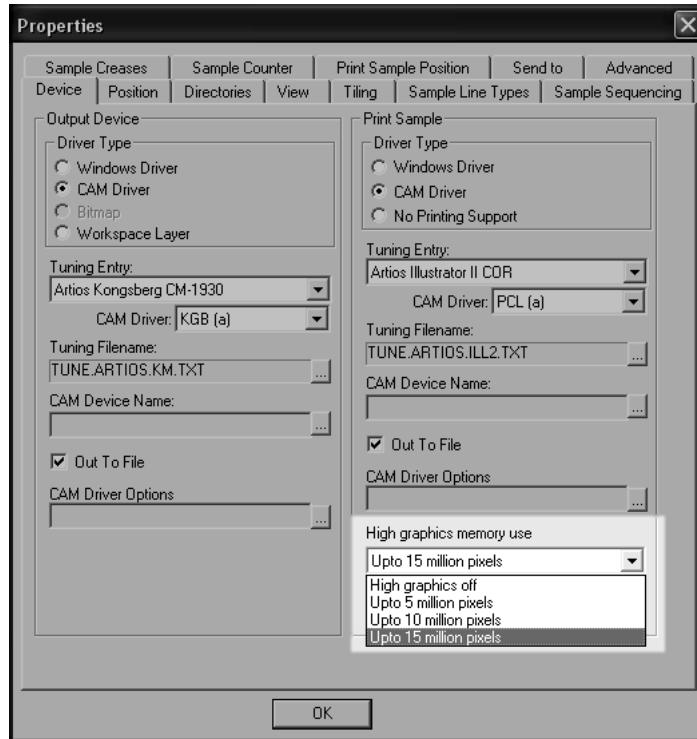 Properties
Sample Creases
Sample Counter
Print Sample Position
Send to
Advanced
Device
Position
Directories
View
Tiling
Sample Line Types
Sample Sequencing
Output Device
Driver Type
Windows Driver
CAM Driver
Bitmap
Workspace Layer
Tuning Entry:
Artios Kongsberg CM-1930
CAM Driver: KGB (a)
Tuning Filename:
TUNE.ARTIOS.KM.TXT
...
CAM Device Name:
...
Out To File
CAM Driver Options
...
Print Sample
Driver Type
Windows Driver
CAM Driver
No Printing Support
Tuning Entry:
Artios Illustrator II COR
CAM Driver: PCL (a)
Tuning Filename:
TUNE.ARTIOS.ILL2.TXT
...
CAM Device Name:
...
Out To File
CAM Driver Options
...
High graphics memory use
Upto 15 million pixels
High graphics off
Upto 5 million pixels
Upto 10 million pixels
Upto 15 million pixels
OK